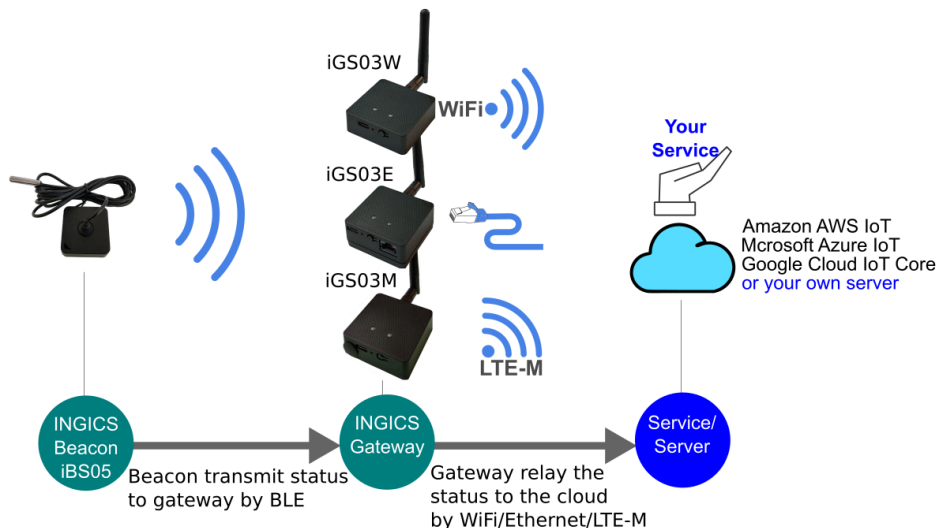 iGS03W
WiFi
iGS03E
iGS03M
LTE-M
Your
Service
Amazon AWS IoT
Mcrosoft Azure IoT
Google Cloud IoT Core
or your own server
INGICS
Beacon
iBS05
Beacon transmit status
to gateway by BLE
INGICS
Gateway
Gateway relay the
status to the cloud
by WiFi/Ethernet/LTE-M
Service/
Server